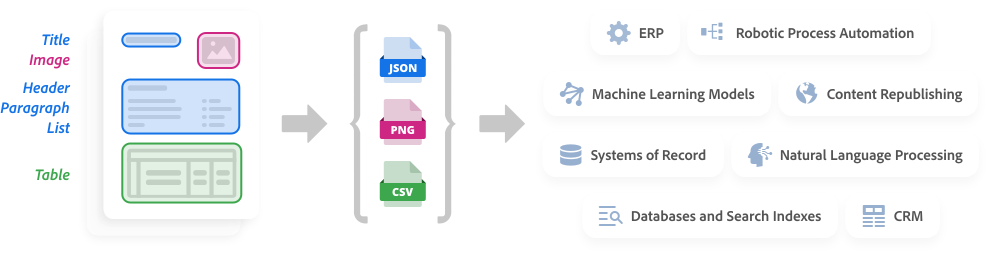 Title
Image
Header
Paragraph
List
Table
JSON
PNG
CSV
ERP
Robotic Process Automation
Machine Learning Models
Content Republishing
Systems of Record
Natural Language Processing
Databases and Search Indexes
CRM